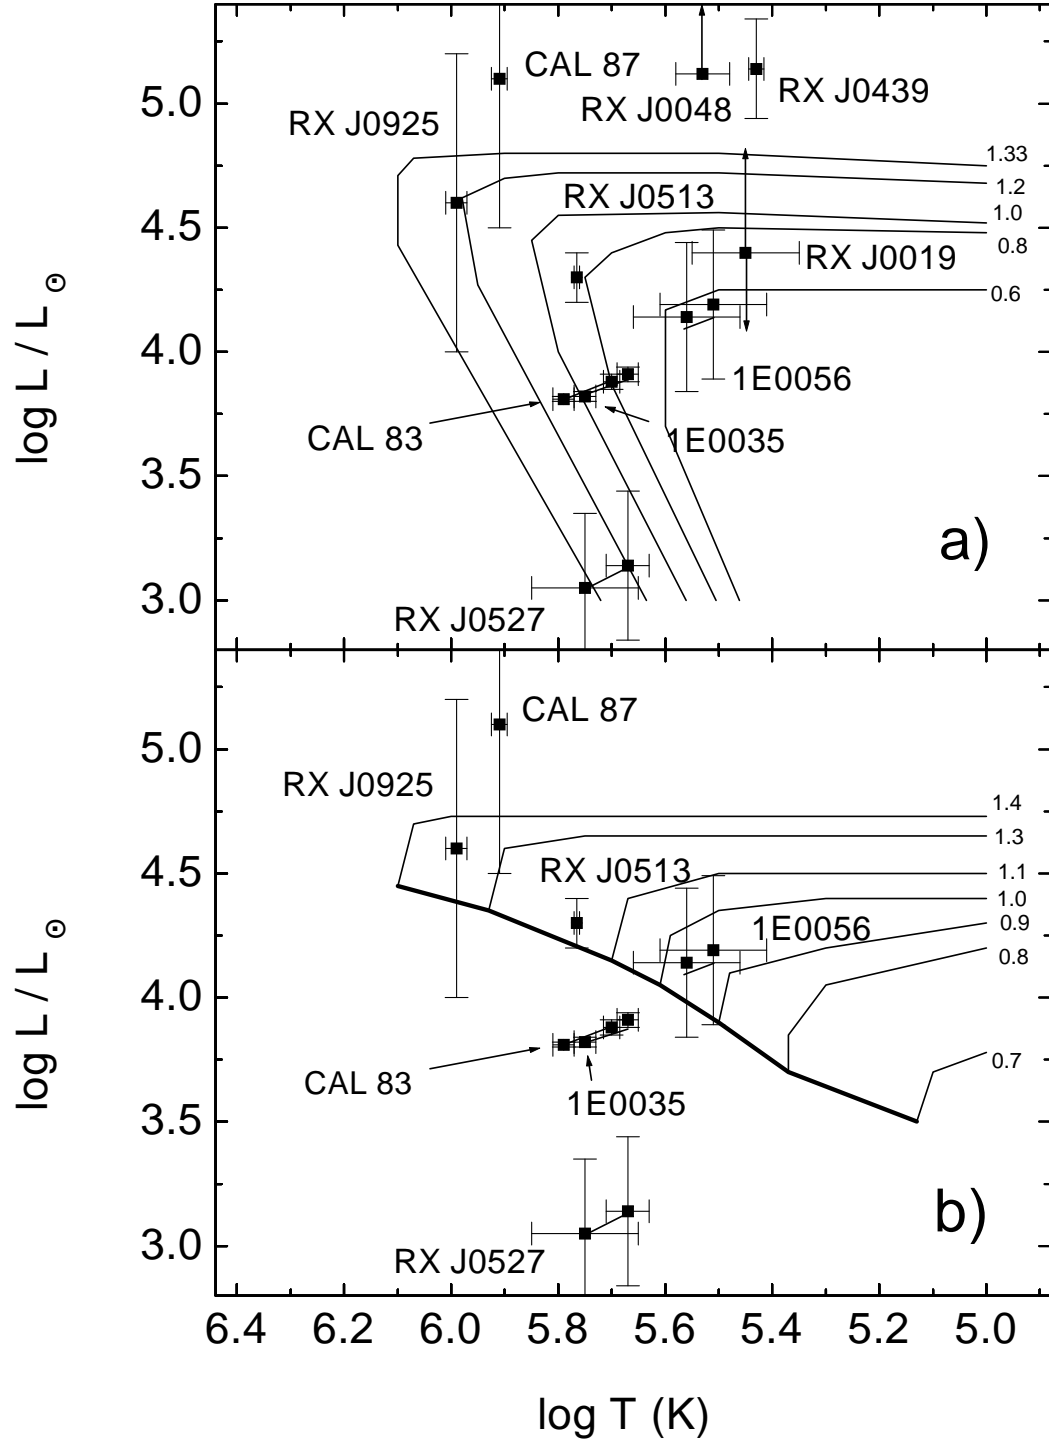 CAL 87
5.0
RX J0048
RX J0439
RX J0925
1.33
1.2
RX J0513
1.0
4.5
0.8
RX J0019
0.6
log L / L☉
4.0
1E0056
CAL 83
1E0035
3.5
a)
3.0
RX J0527
CAL 87
5.0
RX J0925
1.4
1.3
RX J0513
1.1
4.5
1.0
1E0056
0.9
0.8
log L / L☉
4.0
0.7
CAL 83
1E0035
3.5
b)
3.0
RX J0527
6.4 6.2 6.0 5.8 5.6 5.4 5.2 5.0
log T (K)